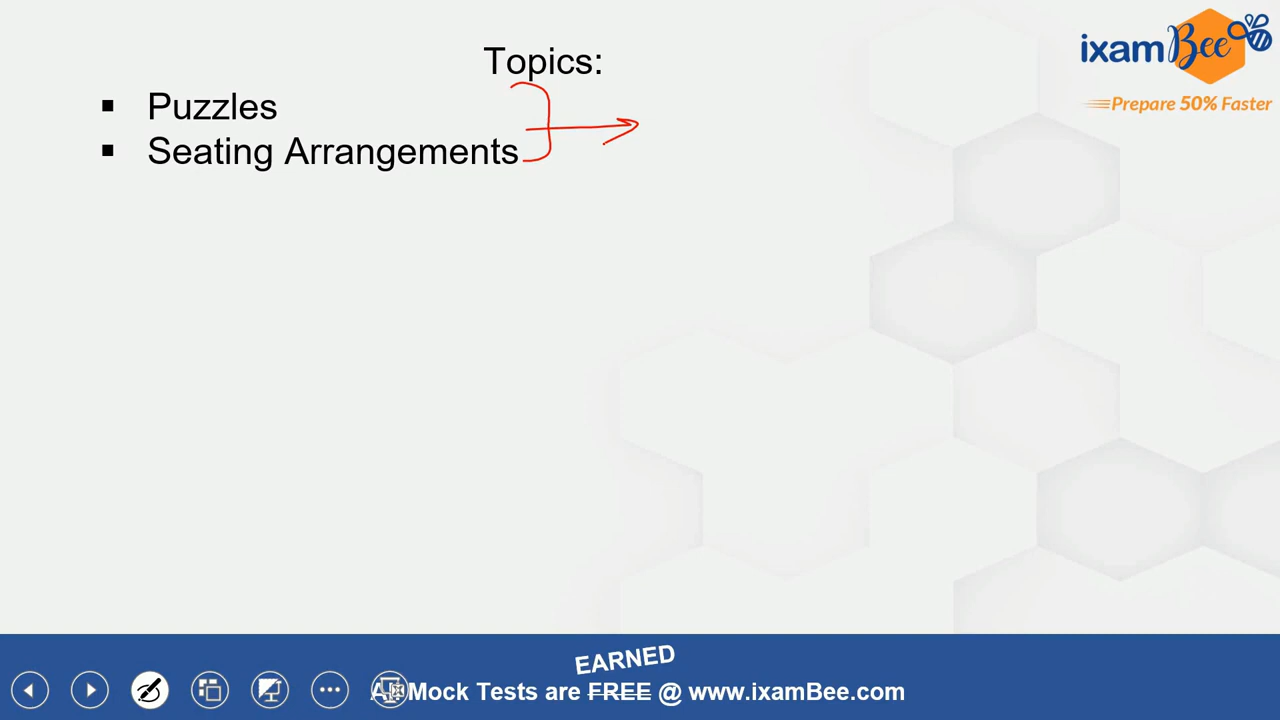 Topics:
ixamBee
Prepare 50% Faster
▪ Puzzles
▪ Seating Arrangements
EARNED
Mock Tests are FREE @ www.ixamBee.com